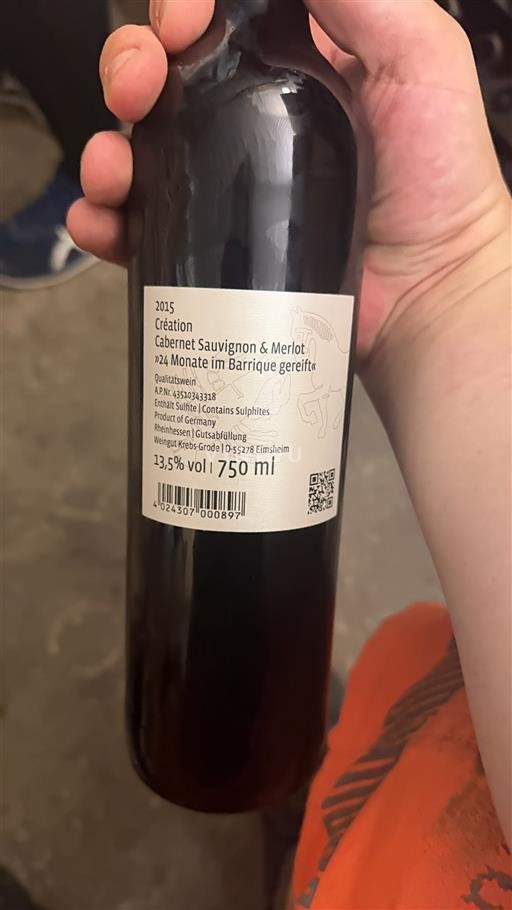 2015
Création
Cabernet Sauvignon & Merlot
»24 Monate im Barrique gereift«
Qualitätswein
A.P.Nr. 43510343318
Enthält Sulfite | Contains Sulphites
Product of Germany
Rheinhessen | Gutsabfüllung
Weingut Krebs-Grode | D-55278 Eimsheim
13,5% vol | 750 ml
4 024307 000897